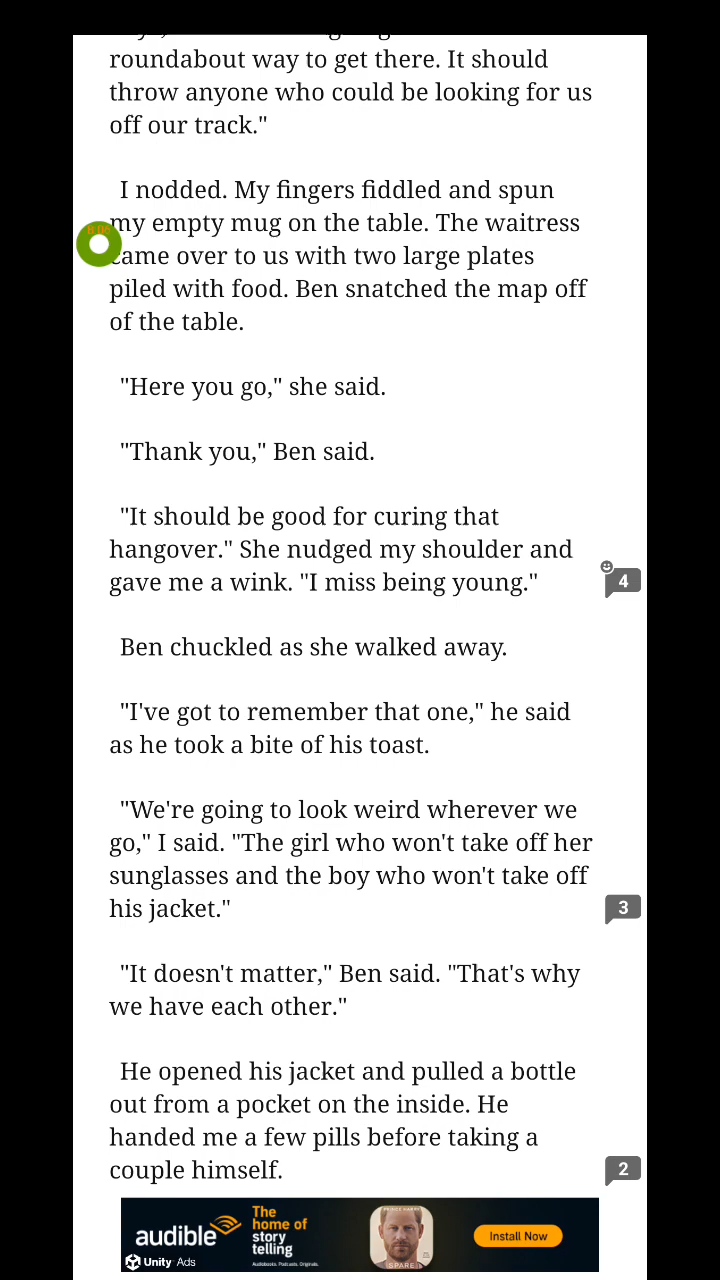 roundabout way to get there. It should
throw anyone who could be looking for us
off our track."
I nodded. My fingers fiddled and spun
my empty mug on the table. The waitress
came over to us with two large plates
piled with food. Ben snatched the map off
of the table.
"Here you go," she said.
"Thank you," Ben said.
"It should be good for curing that
hangover." She nudged my shoulder and
gave me a wink. "I miss being young."
4
Ben chuckled as she walked away.
"I've got to remember that one," he said
as he took a bite of his toast.
"We're going to look weird wherever we
go," I said. "The girl who won't take off her
sunglasses and the boy who won't take off
his jacket."
3
"It doesn't matter," Ben said. "That's why
we have each other."
He opened his jacket and pulled a bottle
out from a pocket on the inside. He
handed me a few pills before taking a
couple himself.
2
audible
The
home of
story
telling
Audiobooks. Podcasts. Originals.
PRINCE HARRY
SPARE
Install Now
Unity Ads